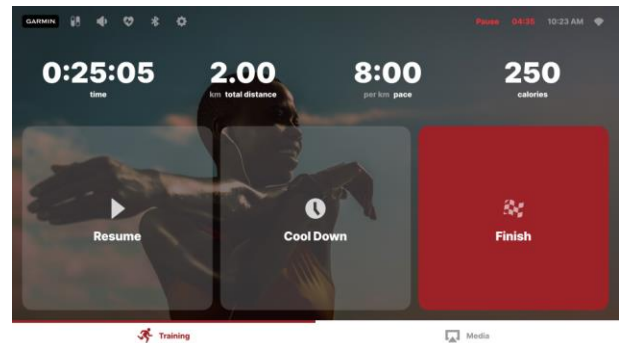 GARMIN
Pause 04:35 10:23 AM
0:25:05 2.00 8:00 250
time km total distance per km pace calories
Resume Cool Down Finish
Training Media